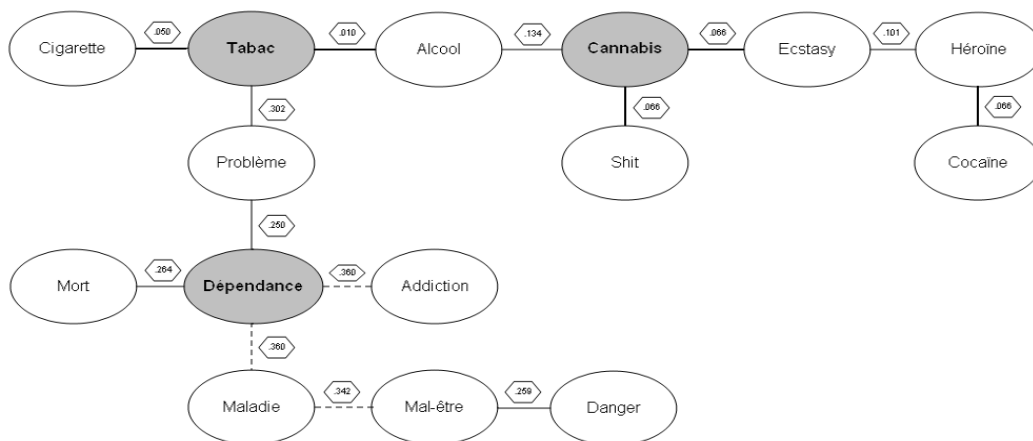 Cigarette .050 Tabac .010 Alcool .134 Cannabis .066 Ecstasy .101 Héroïne
.302 .066 .066
Problème Shit Cocaïne
.250
Mort .264 Dépendance .360 Addiction
.360
Maladie .342 Mal-être .259 Danger